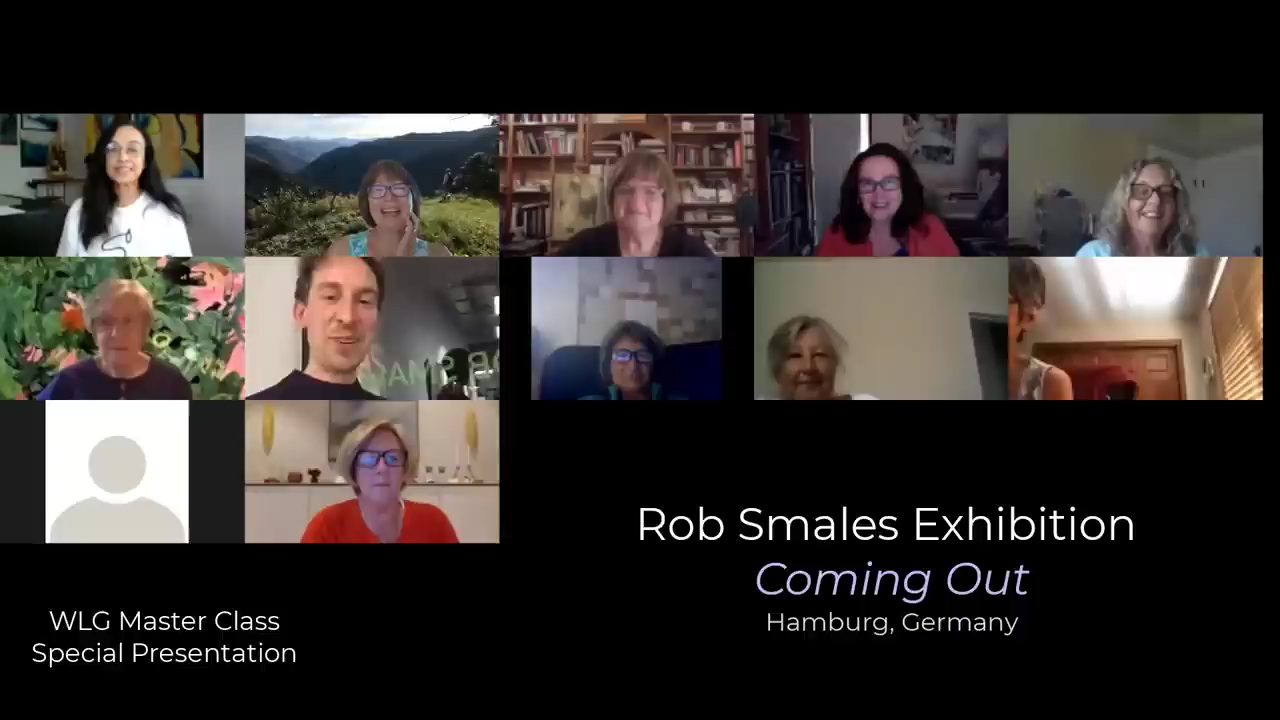 Rob Smales Exhibition
Coming Out
Hamburg, Germany
WLG Master Class
Special Presentation